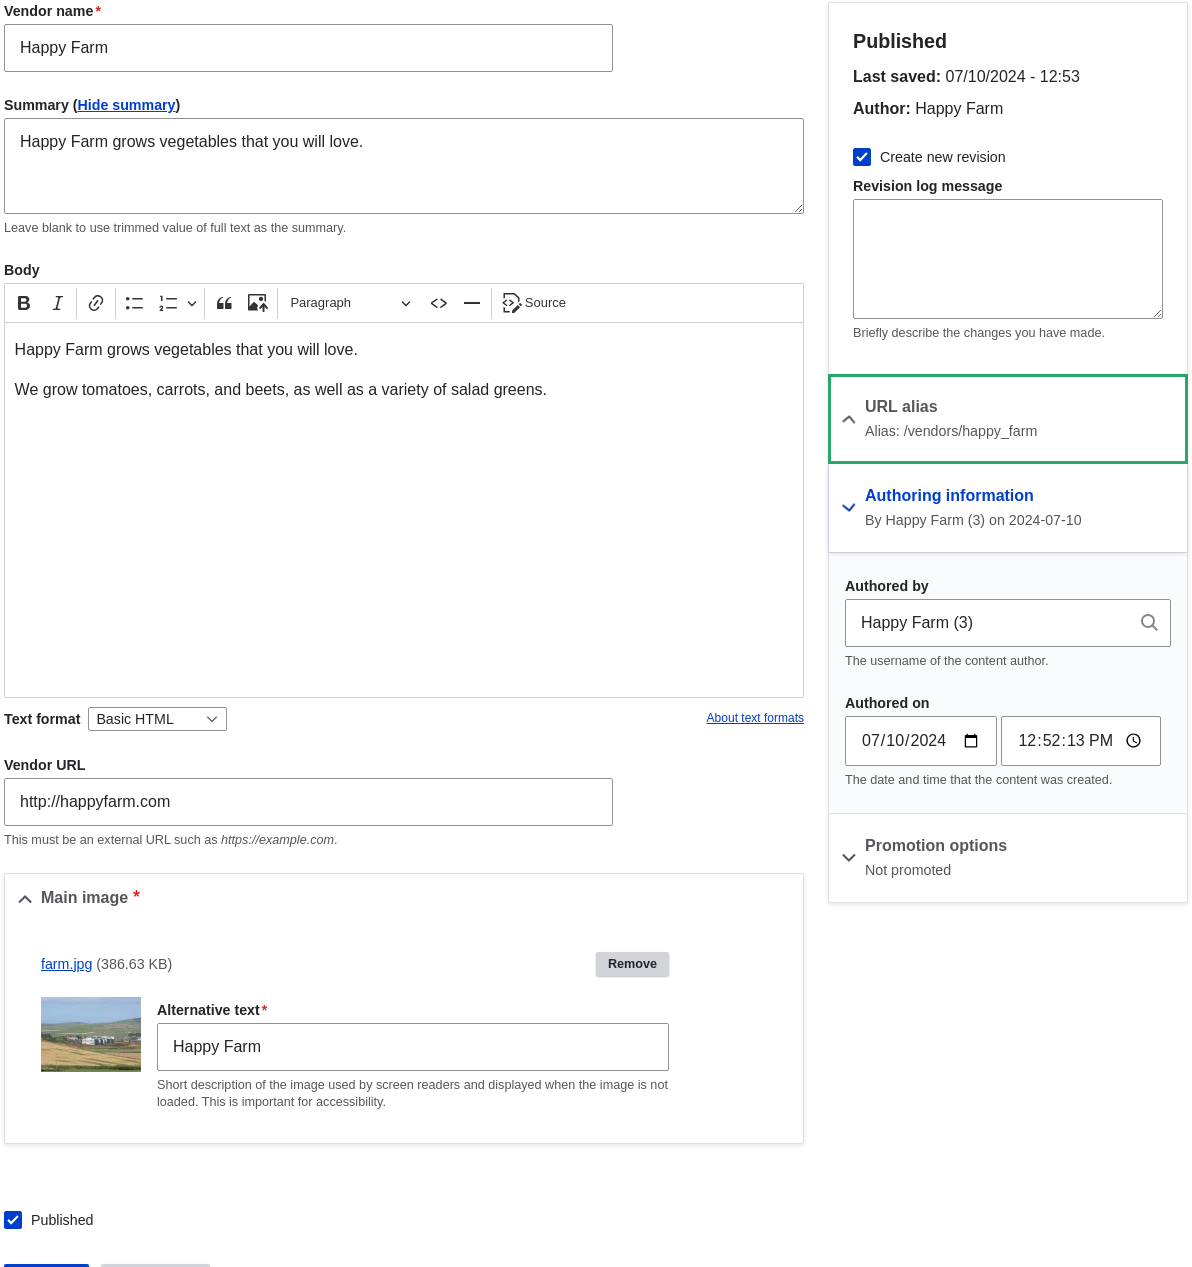 Vendor name*
Happy Farm
Summary (Hide summary)
Happy Farm grows vegetables that you will love.
Leave blank to use trimmed value of full text as the summary.
Body
B I Paragraph Source
Happy Farm grows vegetables that you will love.
We grow tomatoes, carrots, and beets, as well as a variety of salad greens.
Text format Basic HTML About text formats
Vendor URL
http://happyfarm.com
This must be an external URL such as https://example.com.
Main image *
farm.jpg (386.63 KB) Remove
Alternative text*
Happy Farm
Short description of the image used by screen readers and displayed when the image is not
loaded. This is important for accessibility.
Published
Published
Last saved: 07/10/2024 - 12:53
Author: Happy Farm
Create new revision
Revision log message
Briefly describe the changes you have made.
URL alias
Alias: /vendors/happy_farm
Authoring information
By Happy Farm (3) on 2024-07-10
Authored by
Happy Farm (3)
The username of the content author.
Authored on
07/10/2024 12:52:13 PM
The date and time that the content was created.
Promotion options
Not promoted